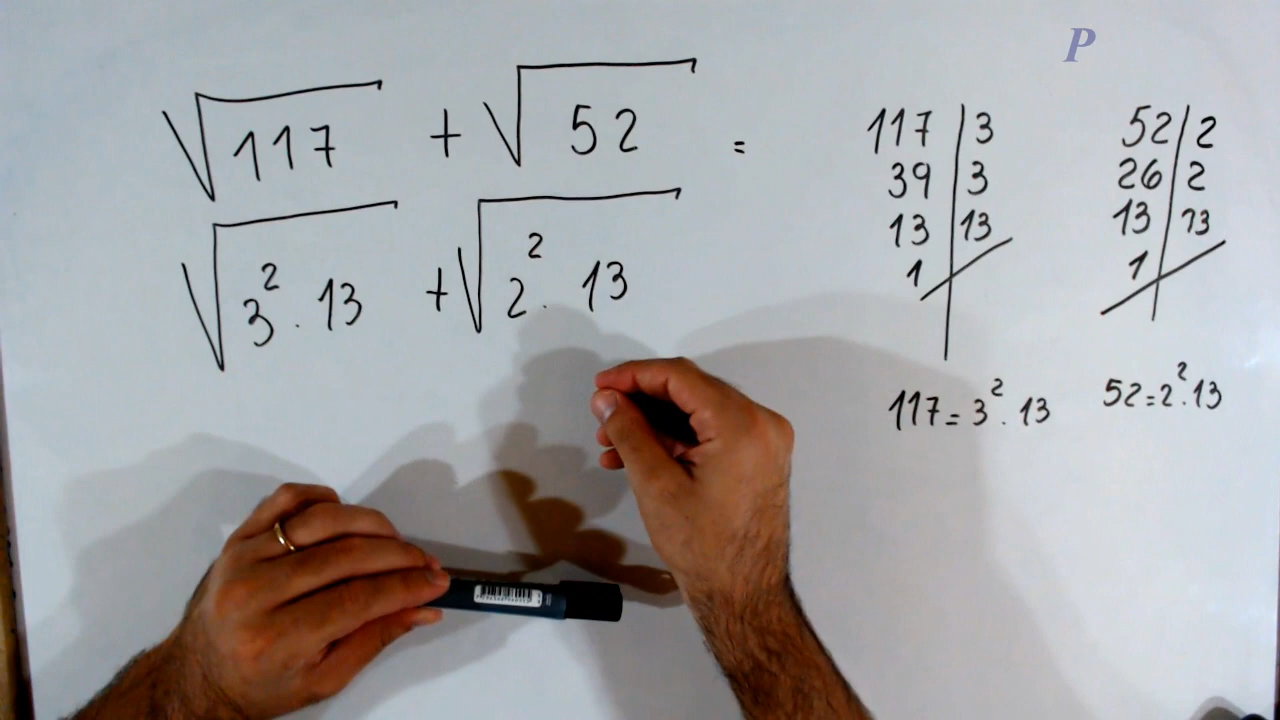 √117 + √52 =
√3² . 13 + √2² . 13
117 | 3
39 | 3
13 | 13
1
52 | 2
26 | 2
13 | 13
1
117 = 3² . 13
52 = 2² . 13
P